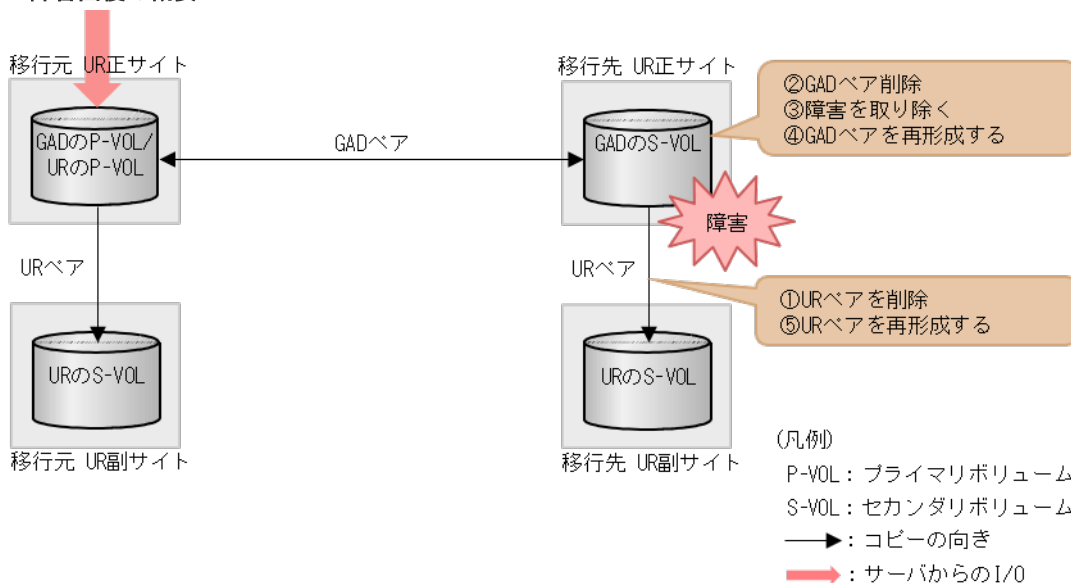 移行元 UR正サイト
移行先 UR正サイト
GADのP-VOL/
URのP-VOL
GADペア
GADのS-VOL
②GADペア削除
③障害を取り除く
④GADペアを再形成する
障害
URペア
URペア
①URペアを削除
⑤URペアを再形成する
URのS-VOL
URのS-VOL
移行元 UR副サイト
移行先 UR副サイト
(凡例)
P-VOL：プライマリボリューム
S-VOL：セカンダリボリューム
：コピーの向き
：サーバからのI/O